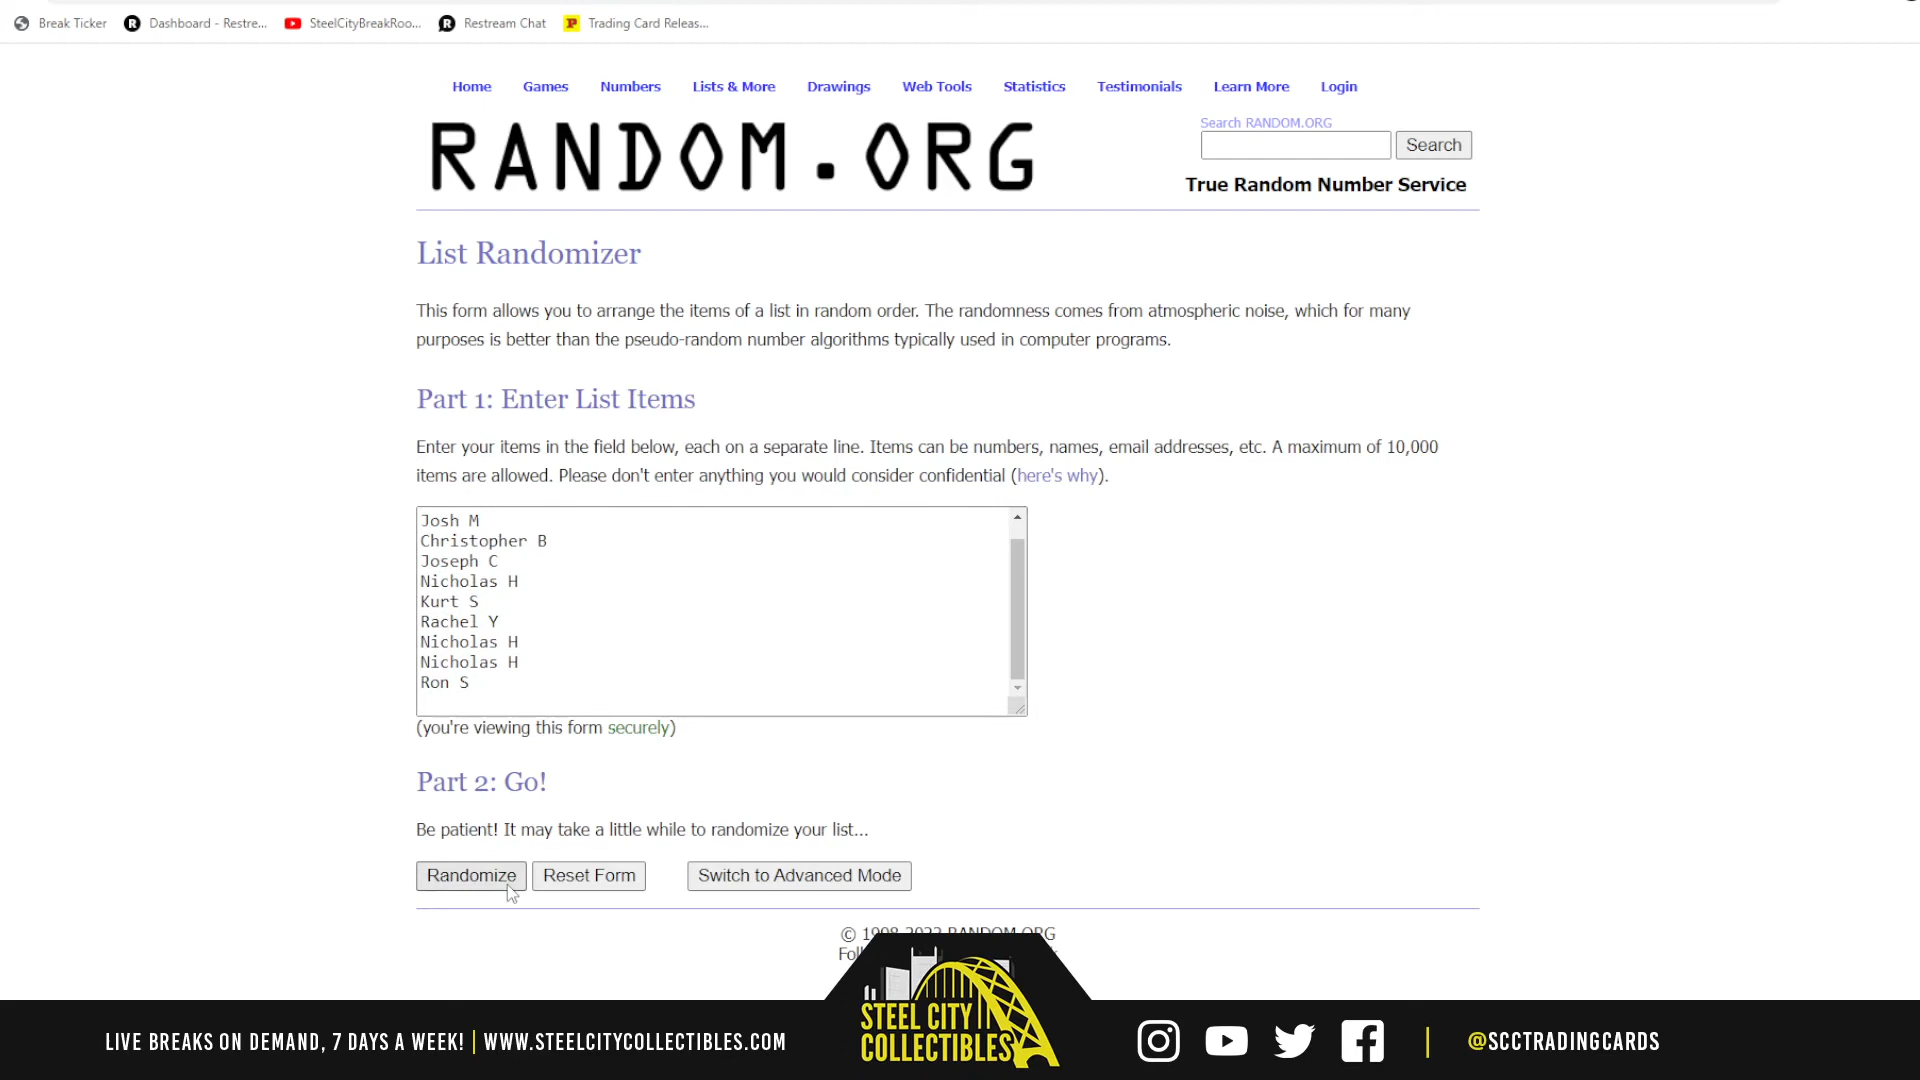 Break Ticker
Dashboard - Restre...
SteelCityBreakRoo...
Restream Chat
Trading Card Releas...
Home Games Numbers Lists & More Drawings Web Tools Statistics Testimonials Learn More Login
RANDOM.ORG
Search RANDOM.ORG
Search
True Random Number Service
List Randomizer
This form allows you to arrange the items of a list in random order. The randomness comes from atmospheric noise, which for many
purposes is better than the pseudo-random number algorithms typically used in computer programs.
Part 1: Enter List Items
Enter your items in the field below, each on a separate line. Items can be numbers, names, email addresses, etc. A maximum of 10,000
items are allowed. Please don't enter anything you would consider confidential (here's why).
Josh M
Christopher B
Joseph C
Nicholas H
Kurt S
Rachel Y
Nicholas H
Nicholas H
Ron S
(you're viewing this form securely)
Part 2: Go!
Be patient! It may take a little while to randomize your list...
Randomize Reset Form Switch to Advanced Mode
© 1998-2022 RANDOM.ORG
LIVE BREAKS ON DEMAND, 7 DAYS A WEEK! | WWW.STEELCITYCOLLECTIBLES.COM
STEEL CITY
COLLECTIBLES
| @SCCTRADINGCARDS